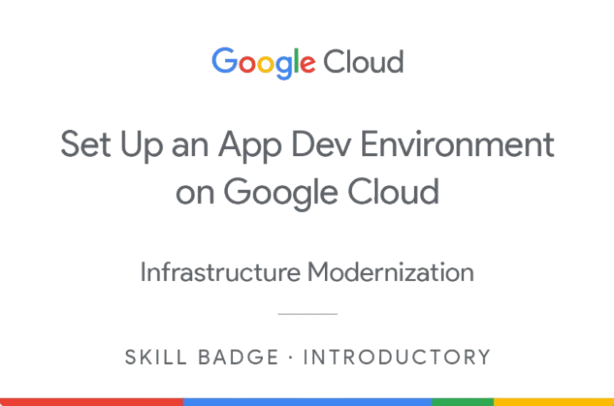 Google Cloud
Set Up an App Dev Environment
on Google Cloud
Infrastructure Modernization
SKILL BADGE · INTRODUCTORY